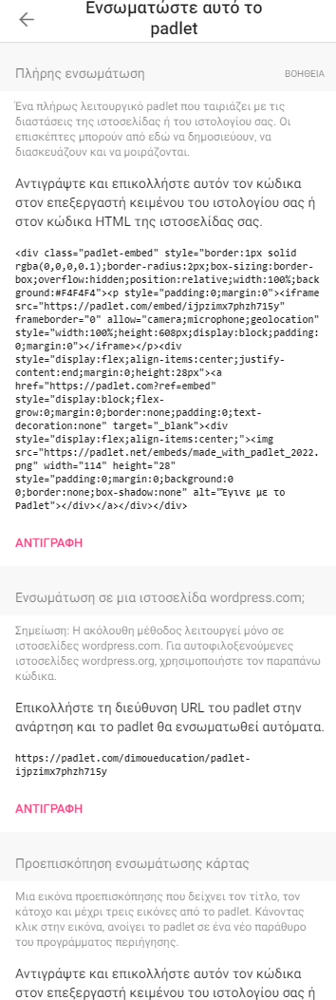 Ενσωματώστε αυτό το
padlet
Πλήρης ενσωμάτωση
ΒΟΗΘΕΙΑ
Ένα πλήρως λειτουργικό padlet που ταιριάζει με τις
διαστάσεις της ιστοσελίδας ή του ιστολογίου σας. Οι
επισκέπτες μπορούν από εδώ να δημοσιεύουν, να
διασκευάζουν και να μοιράζονται.
Αντιγράψτε και επικολλήστε αυτόν τον κώδικα
στον επεξεργαστή κειμένου του ιστολογίου σας ή
στον κώδικα HTML της ιστοσελίδας σας.
<div class="padlet-embed" style="border:1px solid
rgba(0,0,0,0.1);border-radius:2px;box-sizing:border-
box;overflow:hidden;position:relative;width:100%;back
ground:#F4F4F4"><p style="padding:0;margin:0"><iframe
src="https://padlet.com/embed/ijpzimx7phzh715y"
frameborder="0" allow="camera;microphone;geolocation"
style="width:100%;height:608px;display:block;padding:
0;margin:0"></iframe></p><div
style="display:flex;align-items:center;justify-
content:end;margin:0;height:28px"><a
href="https://padlet.com?ref=embed"
style="display:block;flex-
grow:0;margin:0;border:none;padding:0;text-
decoration:none" target="_blank"><div
style="display:flex;align-items:center;"><img
src="https://padlet.net/embeds/made_with_padlet_2022.
png" width="114" height="28"
style="padding:0;margin:0;background:0
0;border:none;box-shadow:none" alt="Έγινε με το
Padlet"></div></a></div></div>
ΑΝΤΙΓΡΑΦΗ
Ενσωμάτωση σε μια ιστοσελίδα wordpress.com;
Σημείωση: Η ακόλουθη μέθοδος λειτουργεί μόνο σε
ιστοσελίδες wordpress.com. Για αυτοφιλοξενούμενες
ιστοσελίδες wordpress.org, χρησιμοποιήστε τον παραπάνω
κώδικα.
Επικολλήστε τη διεύθυνση URL του padlet στην
ανάρτηση και το padlet θα ενσωματωθεί αυτόματα.
https://padlet.com/dimoueducation/padlet-
ijpzimx7phzh715y
ΑΝΤΙΓΡΑΦΗ
Προεπισκόπηση ενσωμάτωσης κάρτας
Μια εικόνα προεπισκόπησης που δείχνει τον τίτλο, τον
κάτοχο και μέχρι τρεις εικόνες από το padlet. Κάνοντας
κλικ στην εικόνα, ανοίγει το padlet σε ένα νέο παράθυρο
του προγράμματος περιήγησης.
Αντιγράψτε και επικολλήστε αυτόν τον κώδικα
στον επεξεργαστή κειμένου του ιστολογίου σας ή